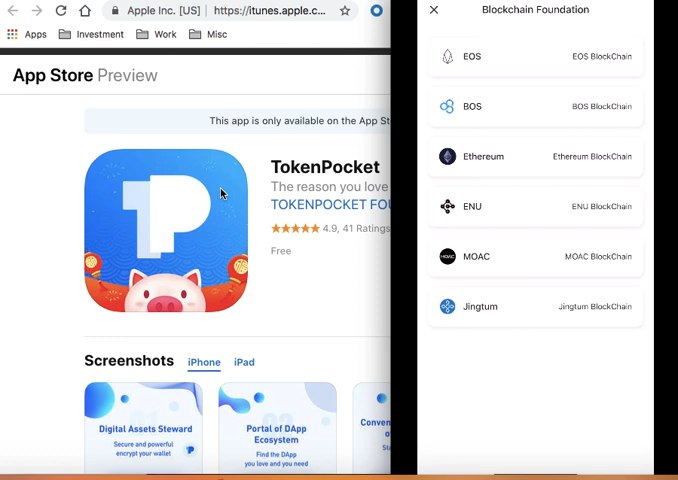 Apple Inc. [US] | https://itunes.apple.c...
Apps Investment Work Misc
App Store Preview
This app is only available on the App St
TokenPocket
The reason you love
TOKENPOCKET FOU
4.9, 41 Ratings
Free
Screenshots iPhone iPad
Digital Assets Steward
Secure and powerful
encrypt your wallet
Portal of DApp
Ecosystem
Find the DApp
you love and you need
Conven
Blockchain Foundation
EOS EOS BlockChain
BOS BOS BlockChain
Ethereum Ethereum BlockChain
ENU ENU BlockChain
MOAC MOAC MOAC BlockChain
Jingtum Jingtum BlockChain